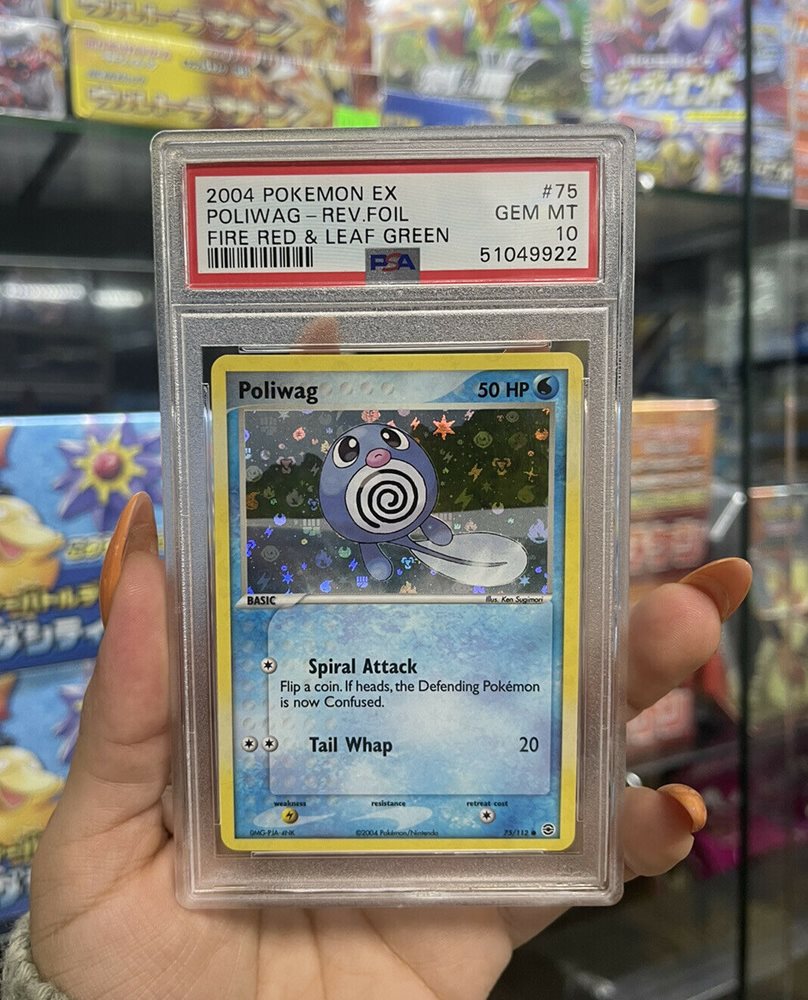 2004 POKEMON EX #75
POLIWAG - REV.FOIL GEM MT
FIRE RED & LEAF GREEN 10
PSA 51049922
Poliwag 50 HP
BASIC Illus. Ken Sugimori
Spiral Attack
Flip a coin. If heads, the Defending Pokémon
is now Confused.
Tail Whap 20
weakness resistance retreat cost
©2004 Pokémon/Nintendo 75/112